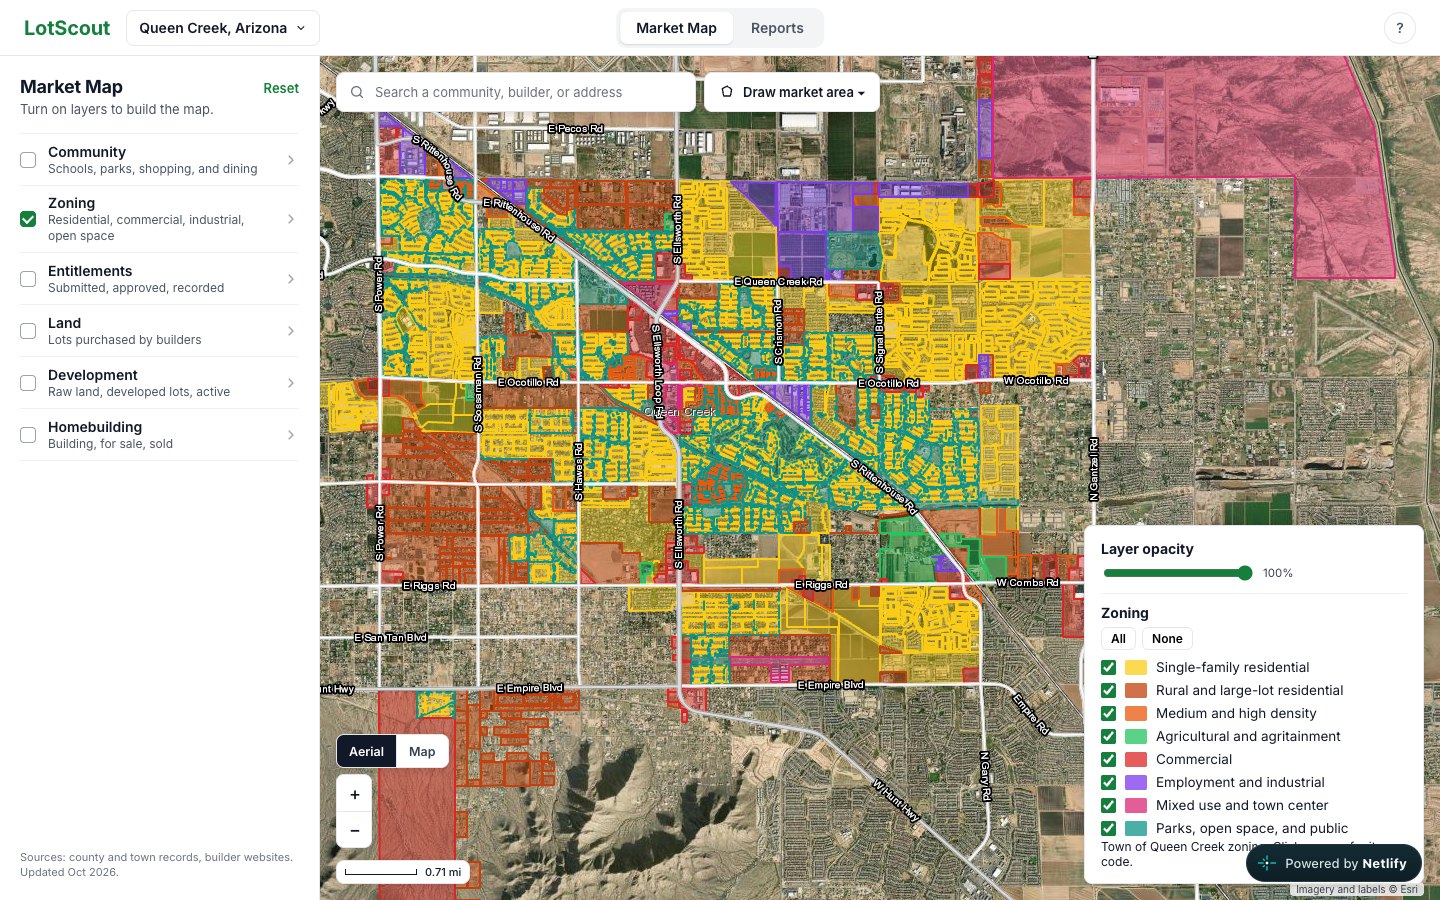 LotScout
Queen Creek, Arizona
Market Map
Reports
?
Market Map
Reset
Turn on layers to build the map.
Community
Schools, parks, shopping, and dining
Zoning
Residential, commercial, industrial,
open space
Entitlements
Submitted, approved, recorded
Land
Lots purchased by builders
Development
Raw land, developed lots, active
Homebuilding
Building, for sale, sold
Sources: county and town records, builder websites.
Updated Oct 2026.
Search a community, builder, or address
Draw market area
E Pecos Rd
S Rittenhouse Rd
E Rittenhouse Rd
S Ellsworth Rd
S Power Rd
E Queen Creek Rd
S Crismon Rd
S Signal Butte Rd
S Ellsworth Loop Rd
S Sossaman Rd
E Ocotillo Rd
E Ocotillo Rd
W Ocotillo Rd
Queen Creek
S Hawes Rd
N Gantzel Rd
S Rittenhouse Rd
S Power Rd
S Ellsworth Rd
E Riggs Rd
E Riggs Rd
W Combs Rd
E San Tan Blvd
nt Hwy
E Empire Blvd
E Empire Blvd
Empire Rd
N Gary Rd
W Hunt Hwy
Aerial
Map
+
−
0.71 mi
Layer opacity
100%
Zoning
All
None
Single-family residential
Rural and large-lot residential
Medium and high density
Agricultural and agritainment
Commercial
Employment and industrial
Mixed use and town center
Parks, open space, and public
Town of Queen Creek zoning.
code.
Powered by Netlify
Imagery and labels © Esri